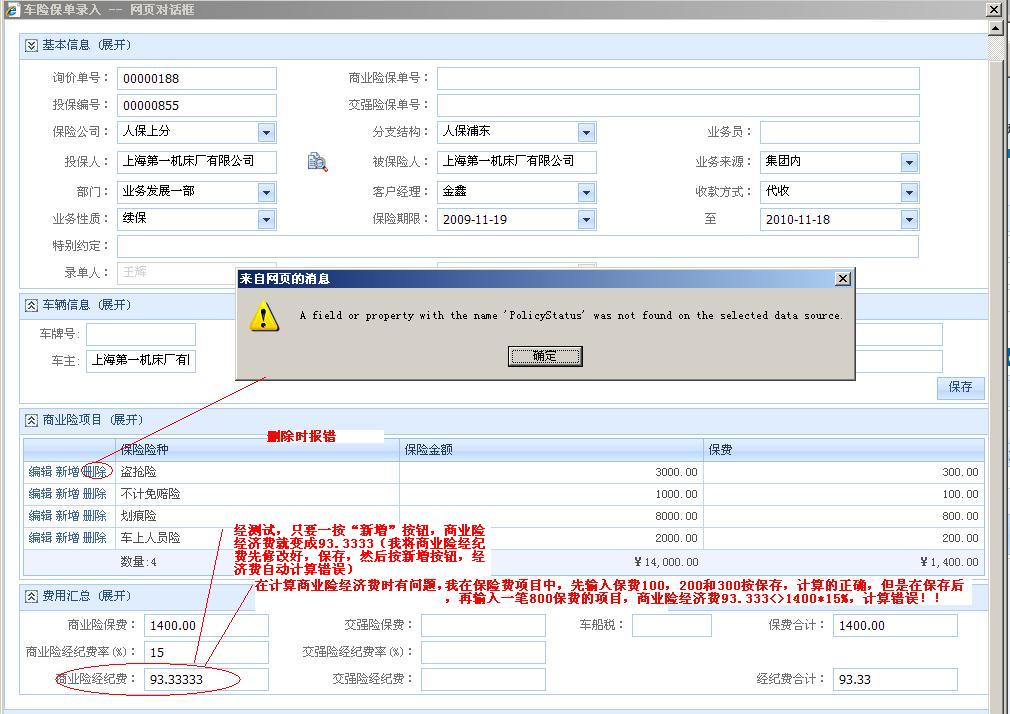 车险保单录入 -- 网页对话框
基本信息 (展开)
询价单号： 00000188 商业险保单号：
投保编号： 00000855 交强险保单号：
保险公司： 人保上分 分支结构： 人保浦东 业务员：
投保人： 上海第一机床厂有限公司 被保险人： 上海第一机床厂有限公司 业务来源： 集团内
部门： 业务发展一部 客户经理： 金鑫 收款方式： 代收
业务性质： 续保 保险期限： 2009-11-19 至 2010-11-18
特别约定：
录单人： 王辉
来自网页的消息
A field or property with the name 'PolicyStatus' was not found on the selected data source.
确定
车辆信息 (展开)
车牌号:
车主: 上海第一机床厂有
保存
商业险项目 (展开)
删除时报错
保险险种 保险金额 保费
编辑 新增 删除 盗抢险 3000.00 300.00
编辑 新增 删除 不计免赔险 1000.00 100.00
编辑 新增 删除 划痕险 8000.00 800.00
编辑 新增 删除 车上人员险 2000.00 200.00
数量:4 ￥14,000.00 ￥1,400.00
经测试，只要一按“新增”按钮，商业险
经济费就变成93.3333（我将商业险经纪
费先修改好，保存，然后按新增按钮，经
济费自动计算错误）
在计算商业险经济费时有问题，我在保险费项目中，先输入保费100，200和300按保存，计算的正确，但是在保存后
，再输入一笔800保费的项目，商业险经济费93.333<>1400*15%，计算错误！！
费用汇总 (展开)
商业险保费： 1400.00 交强险保费： 车船税： 保费合计： 1400.00
商业险经纪费率(%)： 15 交强险经纪费率(%)：
商业险经纪费： 93.33333 交强险经纪费： 经纪费合计： 93.33